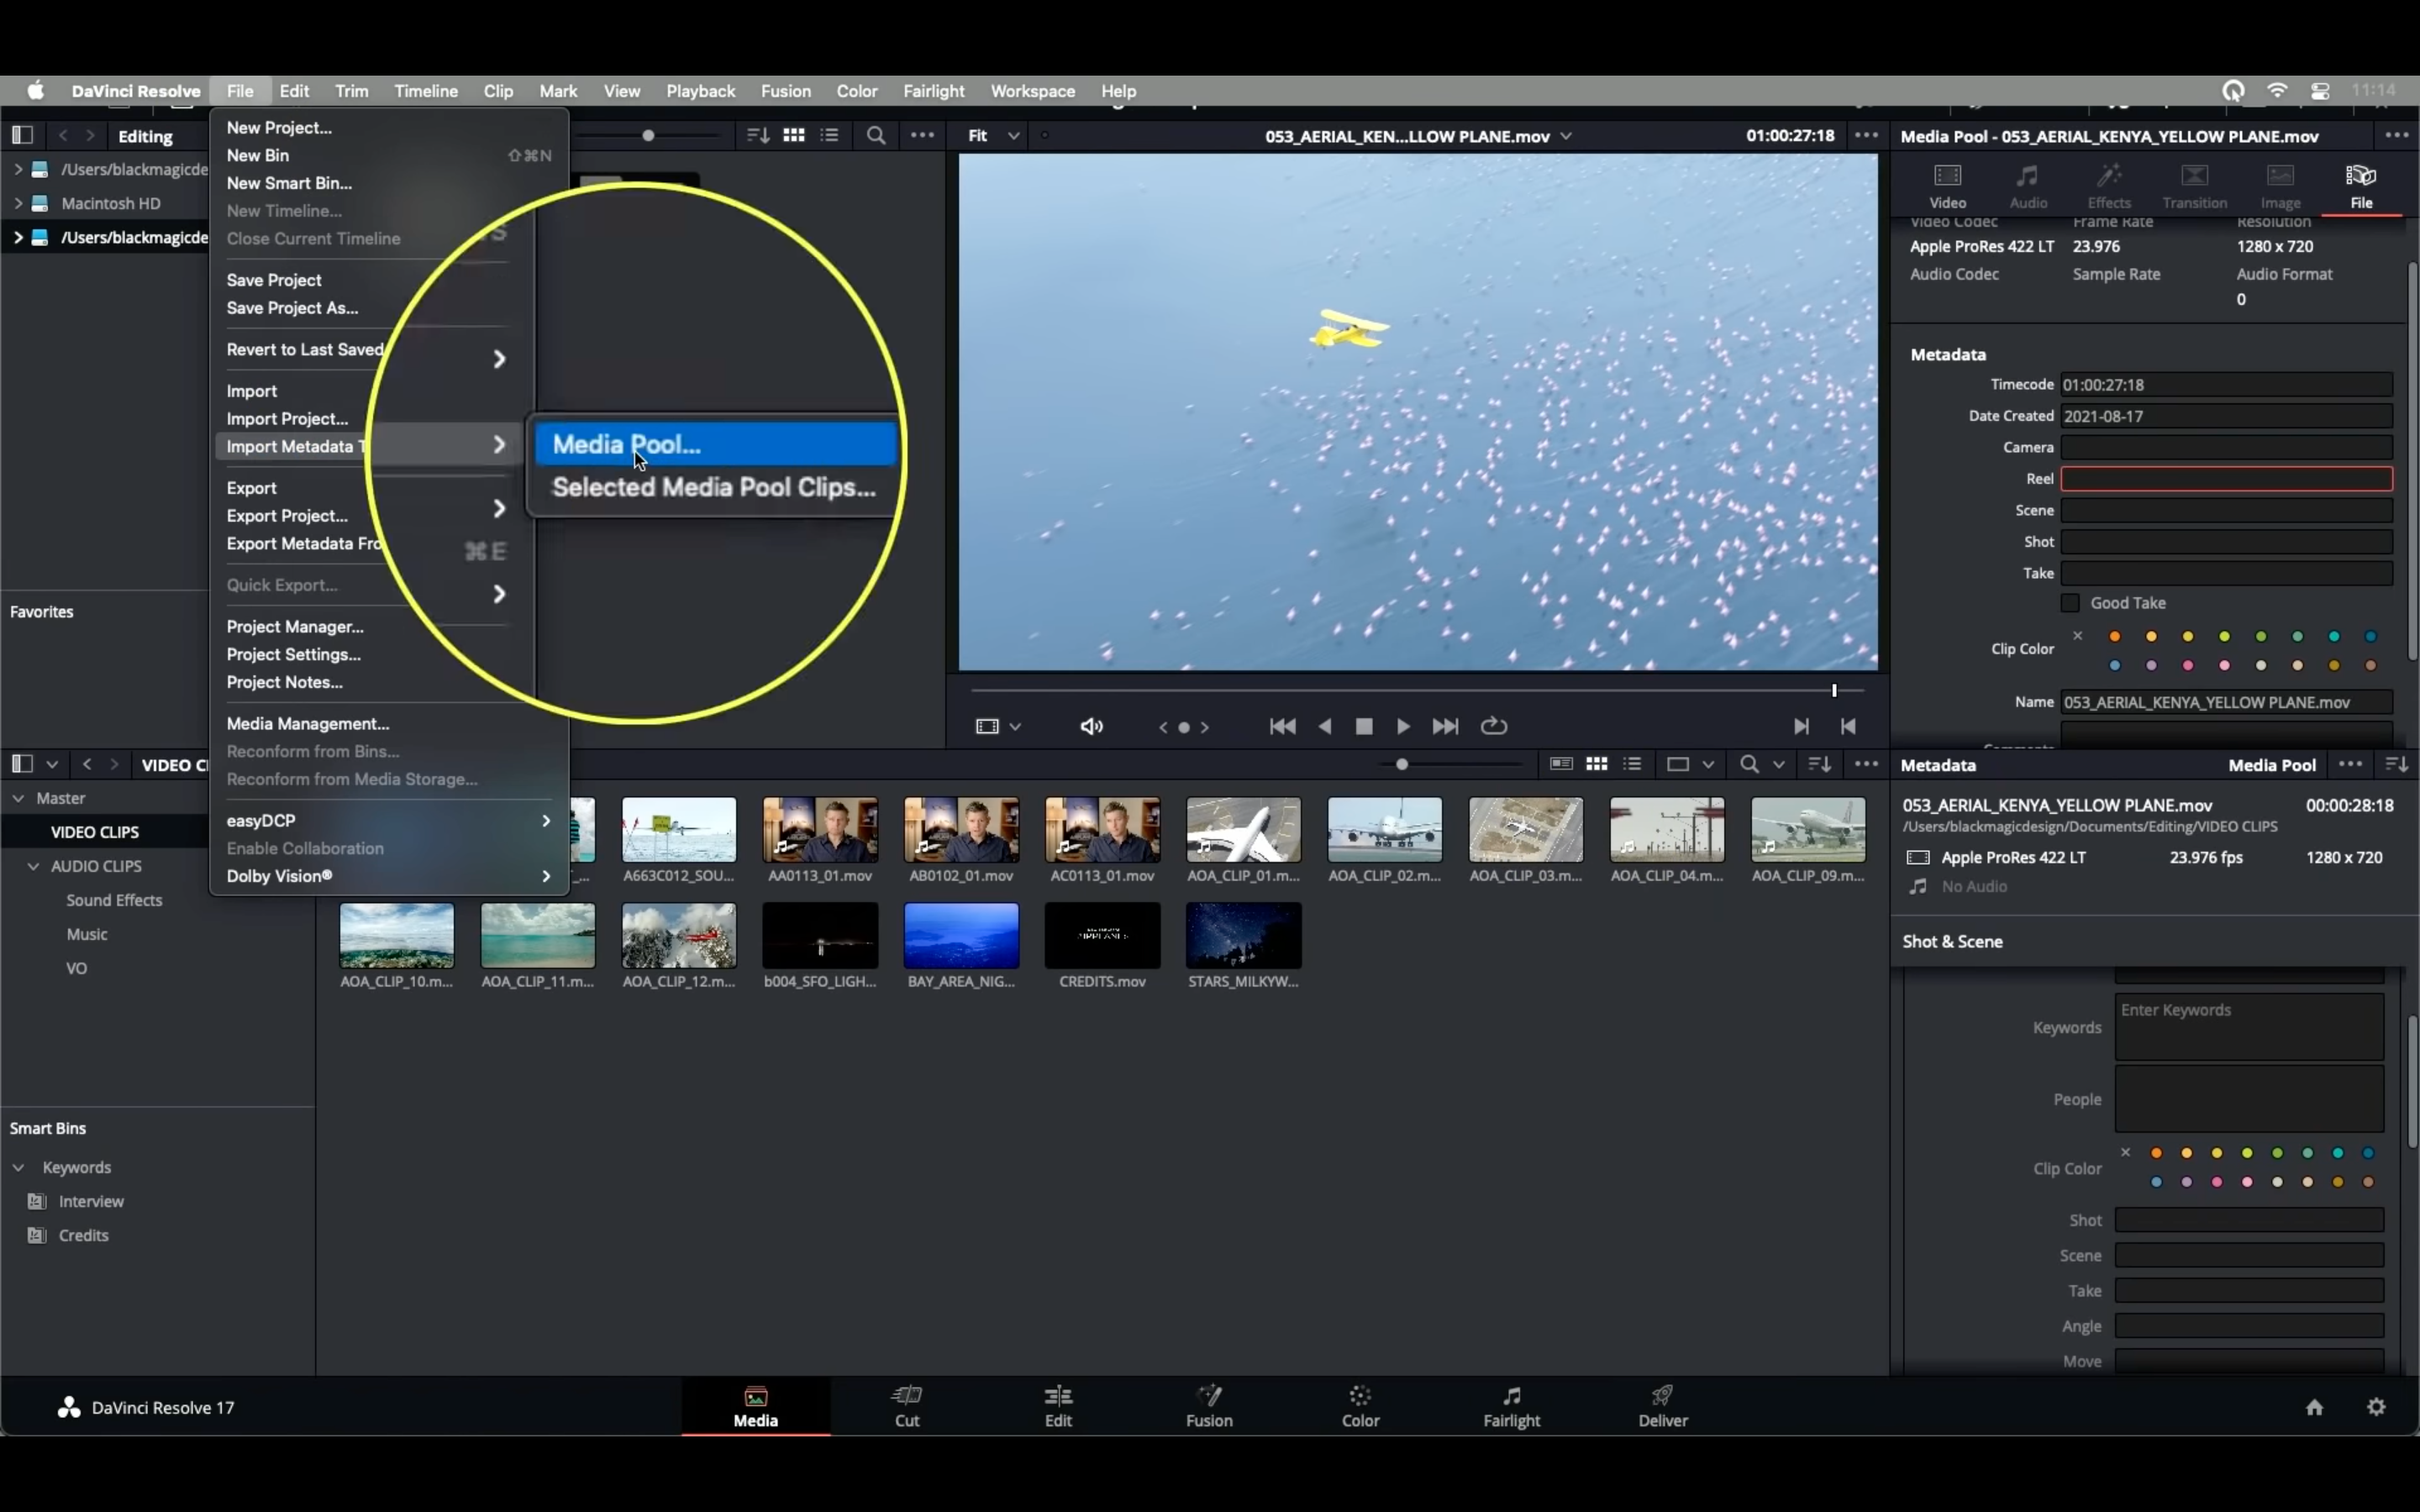 DaVinci Resolve File Edit Trim Timeline Clip Mark View Playback Fusion Color Fairlight Workspace Help 11:14
Editing
/Users/blackmagicde
Macintosh HD
/Users/blackmagicde
Favorites
New Project...
New Bin ⇧⌘N
New Smart Bin...
New Timeline...
Close Current Timeline
Save Project
Save Project As...
Revert to Last Saved
Import
Import Project...
Import Metadata T
Export
Export Project...
Export Metadata Fro
⌘E
Quick Export...
Project Manager...
Project Settings...
Project Notes...
Media Management...
Reconform from Bins...
Reconform from Media Storage...
easyDCP
Enable Collaboration
Dolby Vision®
Media Pool...
Selected Media Pool Clips...
Fit 053_AERIAL_KEN...LLOW PLANE.mov 01:00:27:18
Media Pool - 053_AERIAL_KENYA_YELLOW PLANE.mov
Video Audio Effects Transition Image File
Video Codec Frame Rate Resolution
Apple ProRes 422 LT 23.976 1280 x 720
Audio Codec Sample Rate Audio Format
0
Metadata
Timecode 01:00:27:18
Date Created 2021-08-17
Camera
Reel
Scene
Shot
Take
Good Take
Clip Color
Name 053_AERIAL_KENYA_YELLOW PLANE.mov
VIDEO C
Master
VIDEO CLIPS
AUDIO CLIPS
Sound Effects
Music
VO
Smart Bins
Keywords
Interview
Credits
A663C012_SOU... AA0113_01.mov AB0102_01.mov AC0113_01.mov AOA_CLIP_01.m... AOA_CLIP_02.m... AOA_CLIP_03.m... AOA_CLIP_04.m... AOA_CLIP_09.m...
AOA_CLIP_10.m... AOA_CLIP_11.m... AOA_CLIP_12.m... b004_SFO_LIGH... BAY_AREA_NIG... CREDITS.mov STARS_MILKYW...
Metadata Media Pool
053_AERIAL_KENYA_YELLOW PLANE.mov 00:00:28:18
/Users/blackmagicdesign/Documents/Editing/VIDEO CLIPS
Apple ProRes 422 LT 23.976 fps 1280 x 720
No Audio
Shot & Scene
Keywords Enter Keywords
People
Clip Color
Shot
Scene
Take
Angle
Move
DaVinci Resolve 17
Media Cut Edit Fusion Color Fairlight Deliver